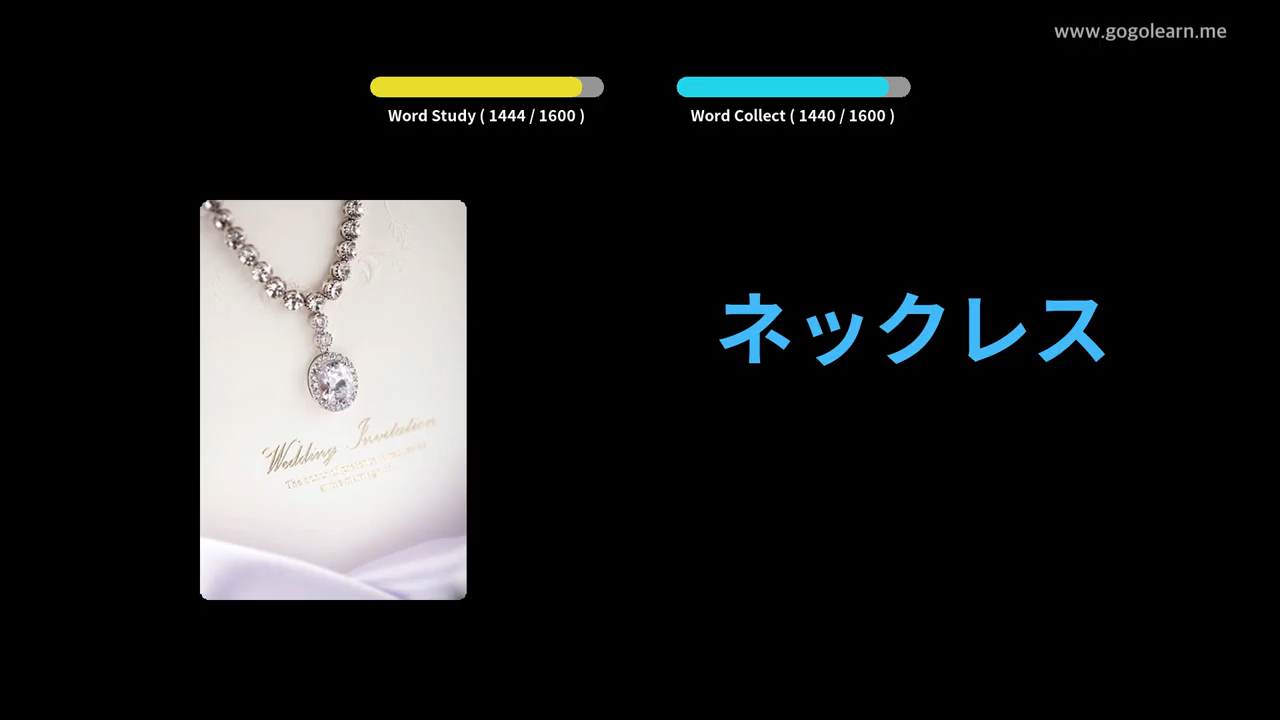 www.gogolearn.me
Word Study ( 1444 / 1600 )
Word Collect ( 1440 / 1600 )
ネックレス
Wedding Invitation